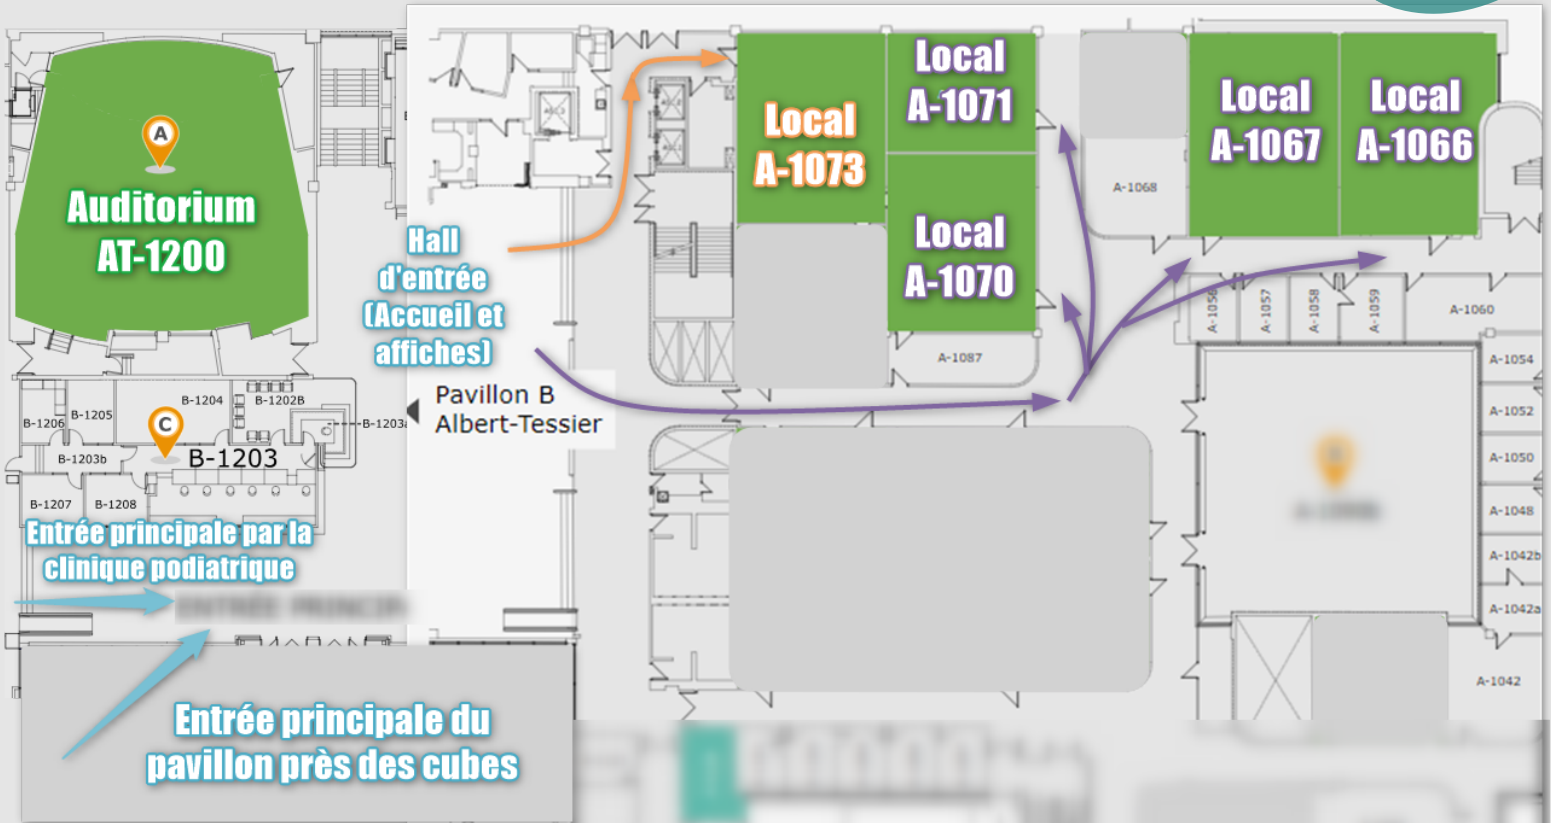 A
Auditorium
AT-1200
Hall
d'entrée
(Accueil et
affiches)
Local
A-1073
Local
A-1071
Local
A-1070
Local
A-1067
Local
A-1066
A-1068
A-1087
A-1056
A-1057
A-1058
A-1059
A-1060
A-1054
A-1052
A-1050
A-1048
A-1042b
A-1042a
A-1042
Pavillon B
Albert-Tessier
B-1206
B-1205
B-1204
B-1202B
B-1203a
C
B-1203b
B-1203
B-1207
B-1208
Entrée principale par la
clinique podiatrique
Entrée principale du
pavillon près des cubes